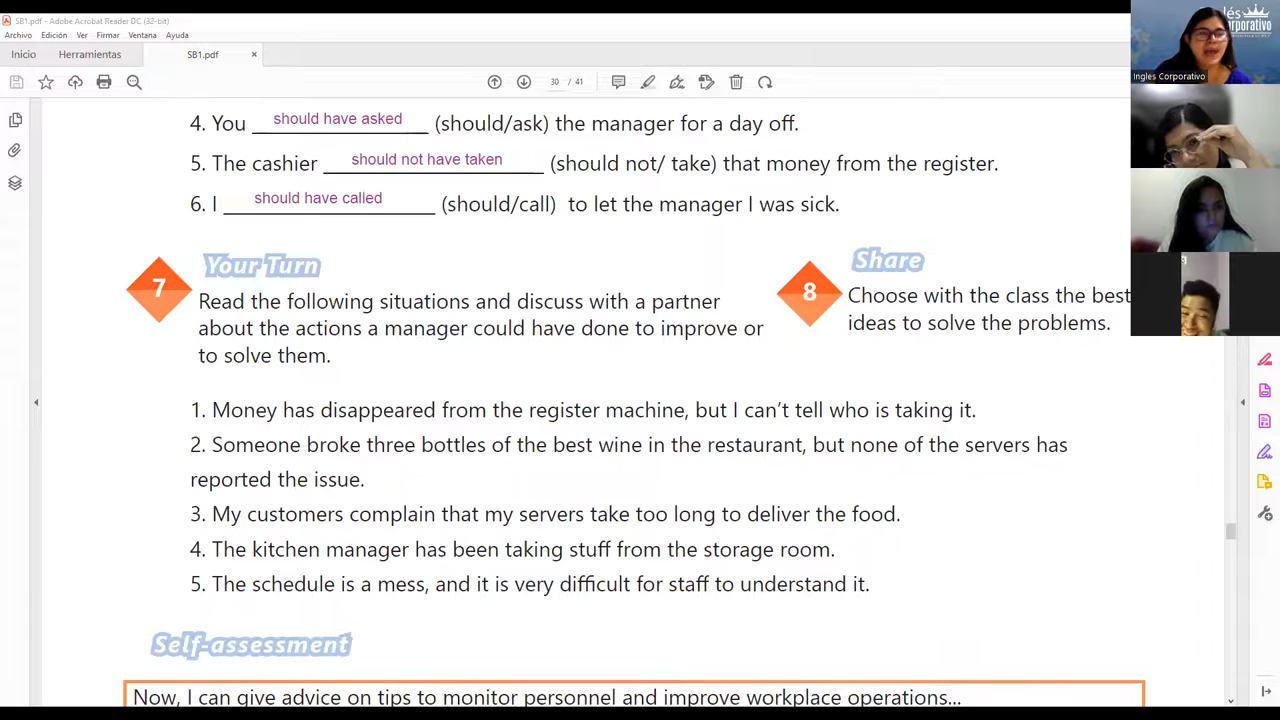 SB1.pdf - Adobe Acrobat Reader DC (32-bit)
Archivo Edición Ver Firmar Ventana Ayuda
Inicio Herramientas SB1.pdf ×
30 / 41
4. You should have asked (should/ask) the manager for a day off.
5. The cashier should not have taken (should not/ take) that money from the register.
6. I should have called (should/call) to let the manager I was sick.
7 Your Turn
Read the following situations and discuss with a partner
about the actions a manager could have done to improve or
to solve them.
8 Share
Choose with the class the best
ideas to solve the problems.
1. Money has disappeared from the register machine, but I can't tell who is taking it.
2. Someone broke three bottles of the best wine in the restaurant, but none of the servers has
reported the issue.
3. My customers complain that my servers take too long to deliver the food.
4. The kitchen manager has been taking stuff from the storage room.
5. The schedule is a mess, and it is very difficult for staff to understand it.
Self-assessment
Now, I can give advice on tips to monitor personnel and improve workplace operations...
Ingles Corporativo